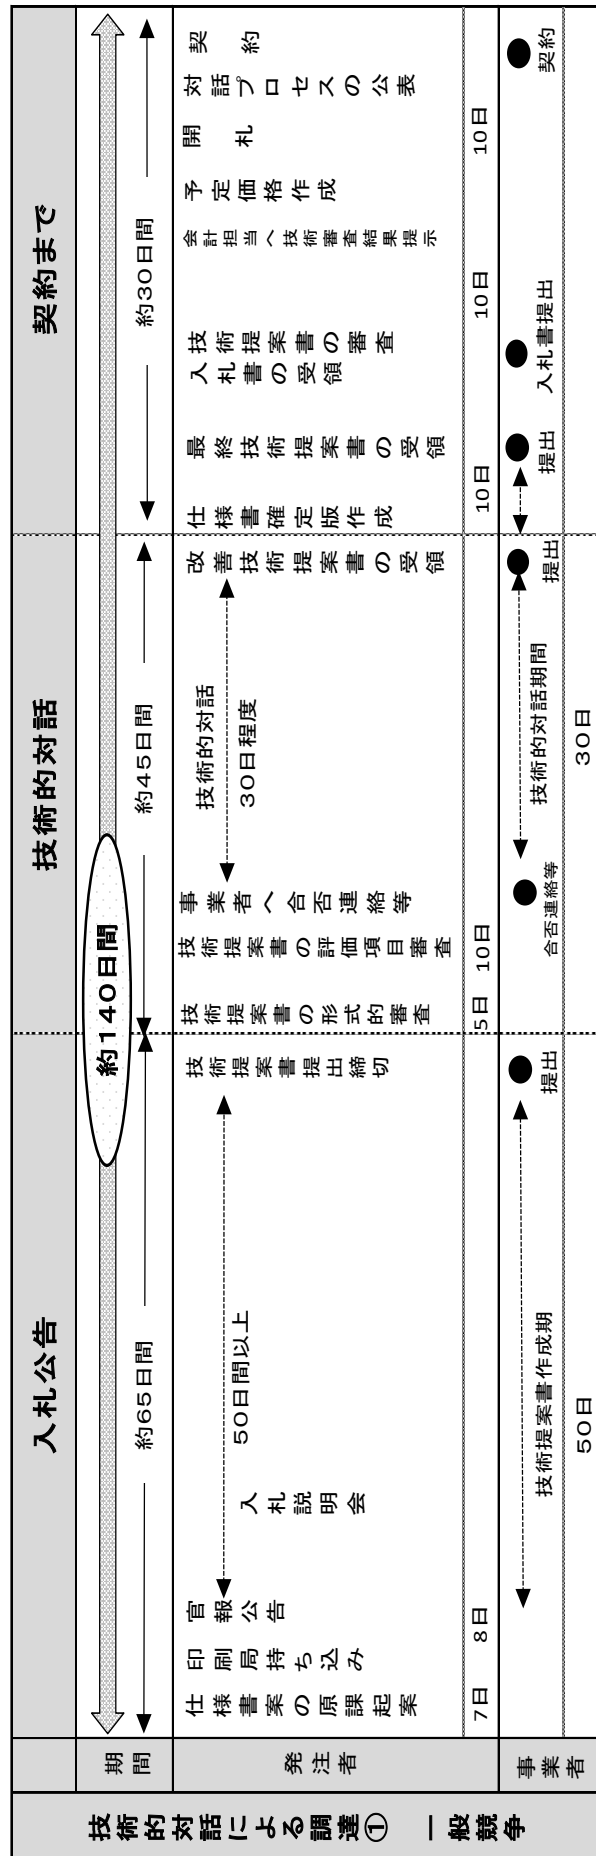 技術的対話による調達① 一般競争
入札公告
技術的対話
契約まで
期間
約140日間
約65日間
約45日間
約30日間
発注者
仕様書案の原課起案
印刷局持ち込み
官報公告
入札説明会
50日間以上
技術提案書提出締切
技術提案書の形式的審査
技術提案書の評価項目審査
事業者へ合否連絡等
技術的対話
30日程度
改善技術提案書の受領
仕様書確定版作成
最終技術提案書の受領
入札書の受領
技術提案書の審査
会計担当へ技術審査結果提示
予定価格作成
開札
対話プロセスの公表
契約
7日
8日
5日
10日
10日
10日
10日
事業者
技術提案書作成期
提出
合否連絡等
技術的対話期間
提出
提出
入札書提出
契約
50日
30日